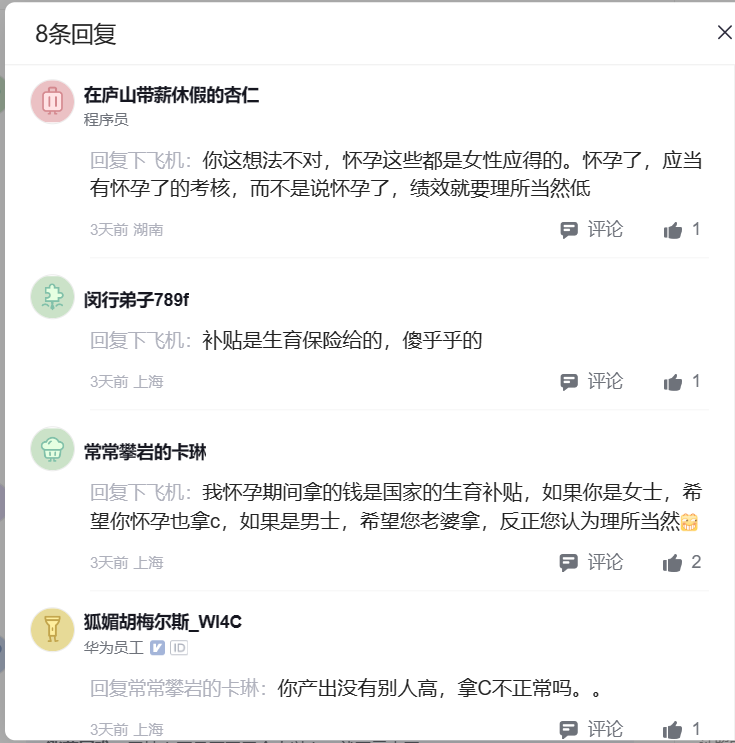 8条回复
在庐山带薪休假的杏仁
程序员
回复下飞机：你这想法不对，怀孕这些都是女性应得的。怀孕了，应当
有怀孕了的考核，而不是说怀孕了，绩效就要理所当然低
3天前 湖南 评论 1
闵行弟子789f
回复下飞机：补贴是生育保险给的，傻乎乎的
3天前 上海 评论 1
常常攀岩的卡琳
回复下飞机：我怀孕期间拿的钱是国家的生育补贴，如果你是女士，希
望你怀孕也拿c，如果是男士，希望您老婆拿，反正您认为理所当然
3天前 上海 评论 2
狐媚胡梅尔斯_WI4C
华为员工 V ID
回复常常攀岩的卡琳：你产出没有别人高，拿C不正常吗。。
3天前 上海 评论 1